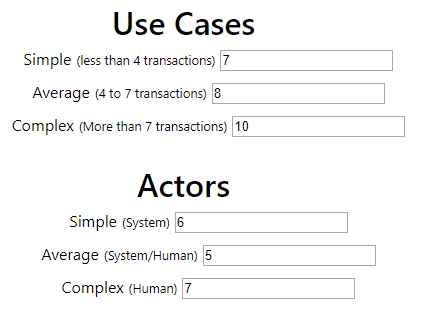 Use Cases
Simple (less than 4 transactions) 7
Average (4 to 7 transactions) 8
Complex (More than 7 transactions) 10
Actors
Simple (System) 6
Average (System/Human) 5
Complex (Human) 7